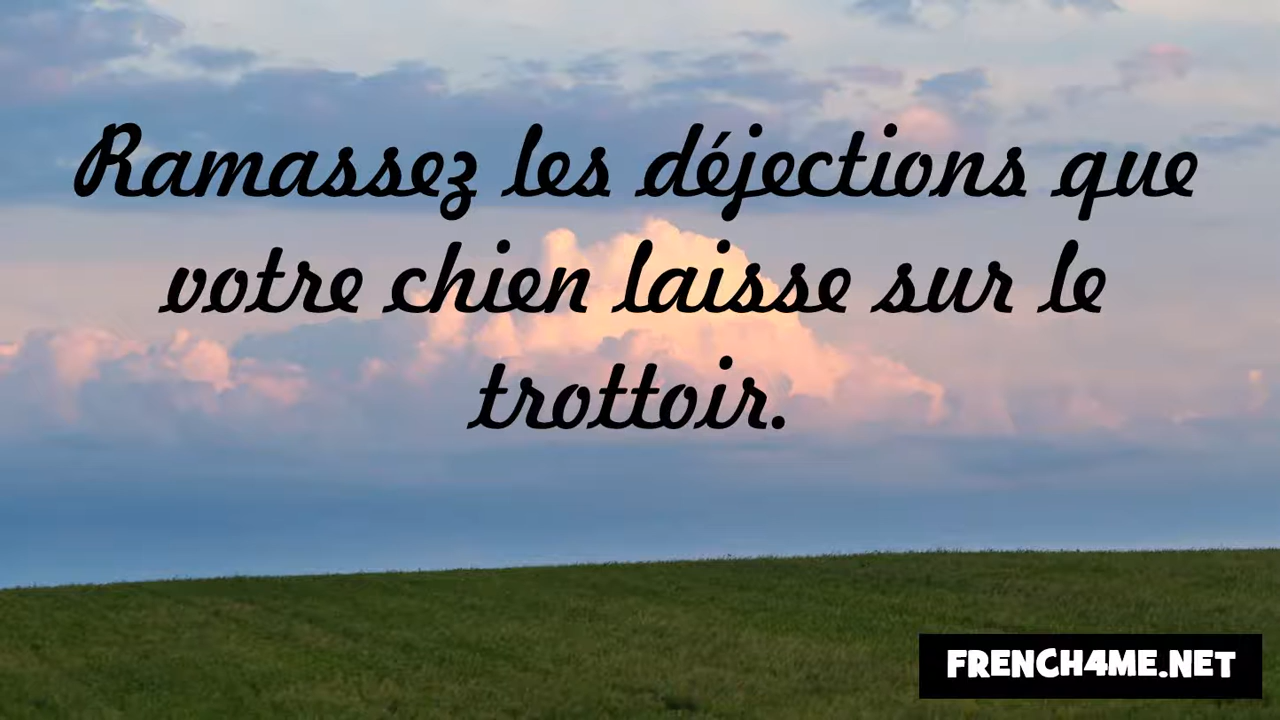 Ramassez les déjections que
votre chien laisse sur le
trottoir.
FRENCH4ME.NET